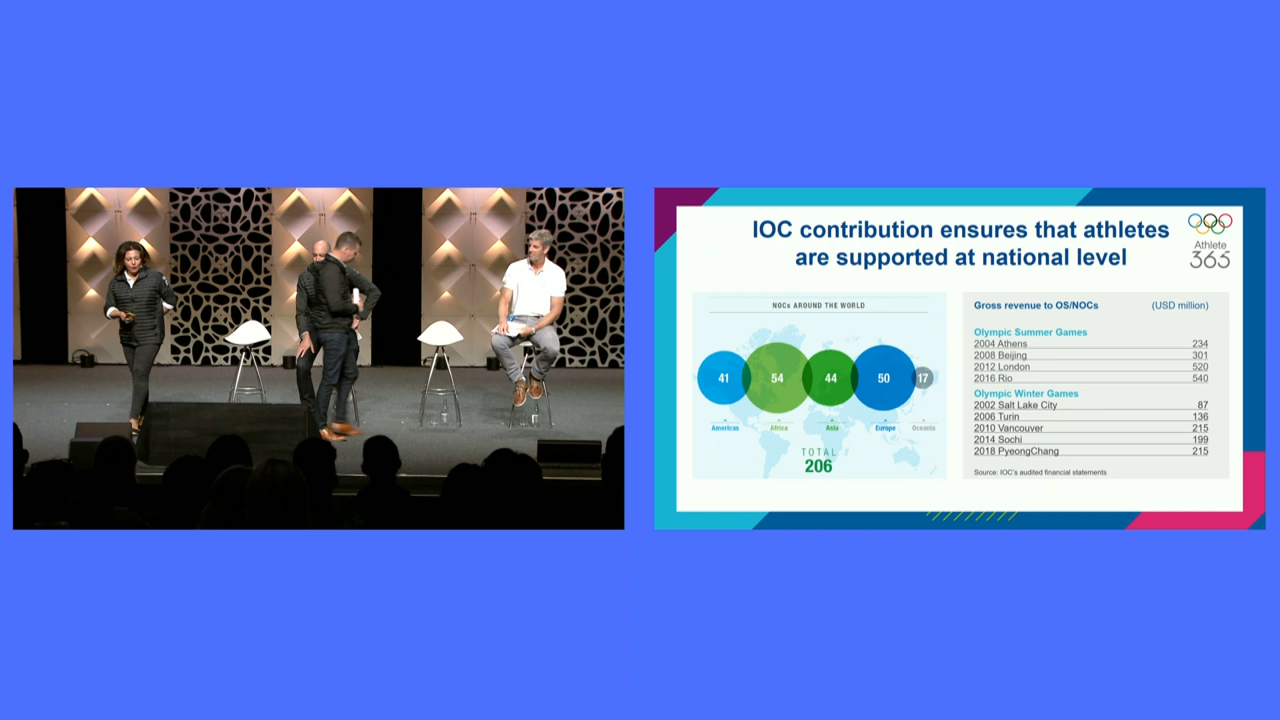 IOC contribution ensures that athletes
are supported at national level
Athlete
365
NOCs AROUND THE WORLD
41
54
44
50
17
Americas
Africa
Asia
Europe
Oceania
TOTAL
206
Gross revenue to OS/NOCs (USD million)
Olympic Summer Games
2004 Athens 234
2008 Beijing 301
2012 London 520
2016 Rio 540
Olympic Winter Games
2002 Salt Lake City 87
2006 Turin 136
2010 Vancouver 215
2014 Sochi 199
2018 PyeongChang 215
Source: IOC's audited financial statements